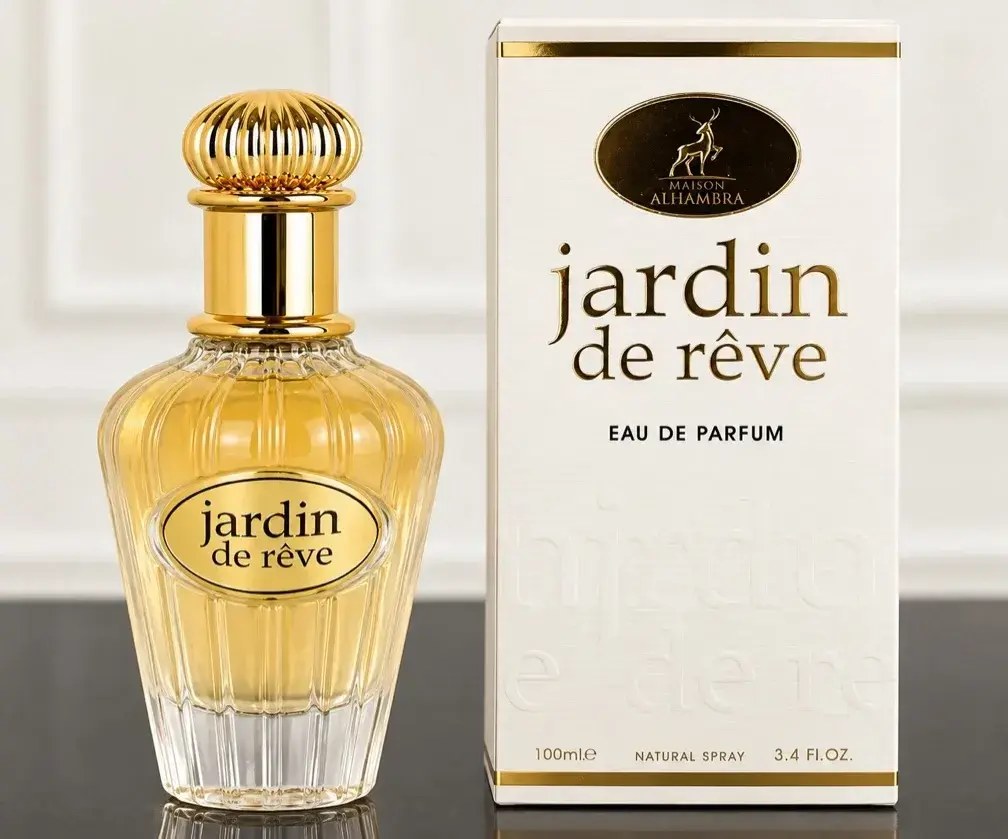 jardin
de rêve
MAISON
ALHAMBRA
jardin
de rêve
EAU DE PARFUM
100ml.e NATURAL SPRAY 3.4 Fl.OZ.